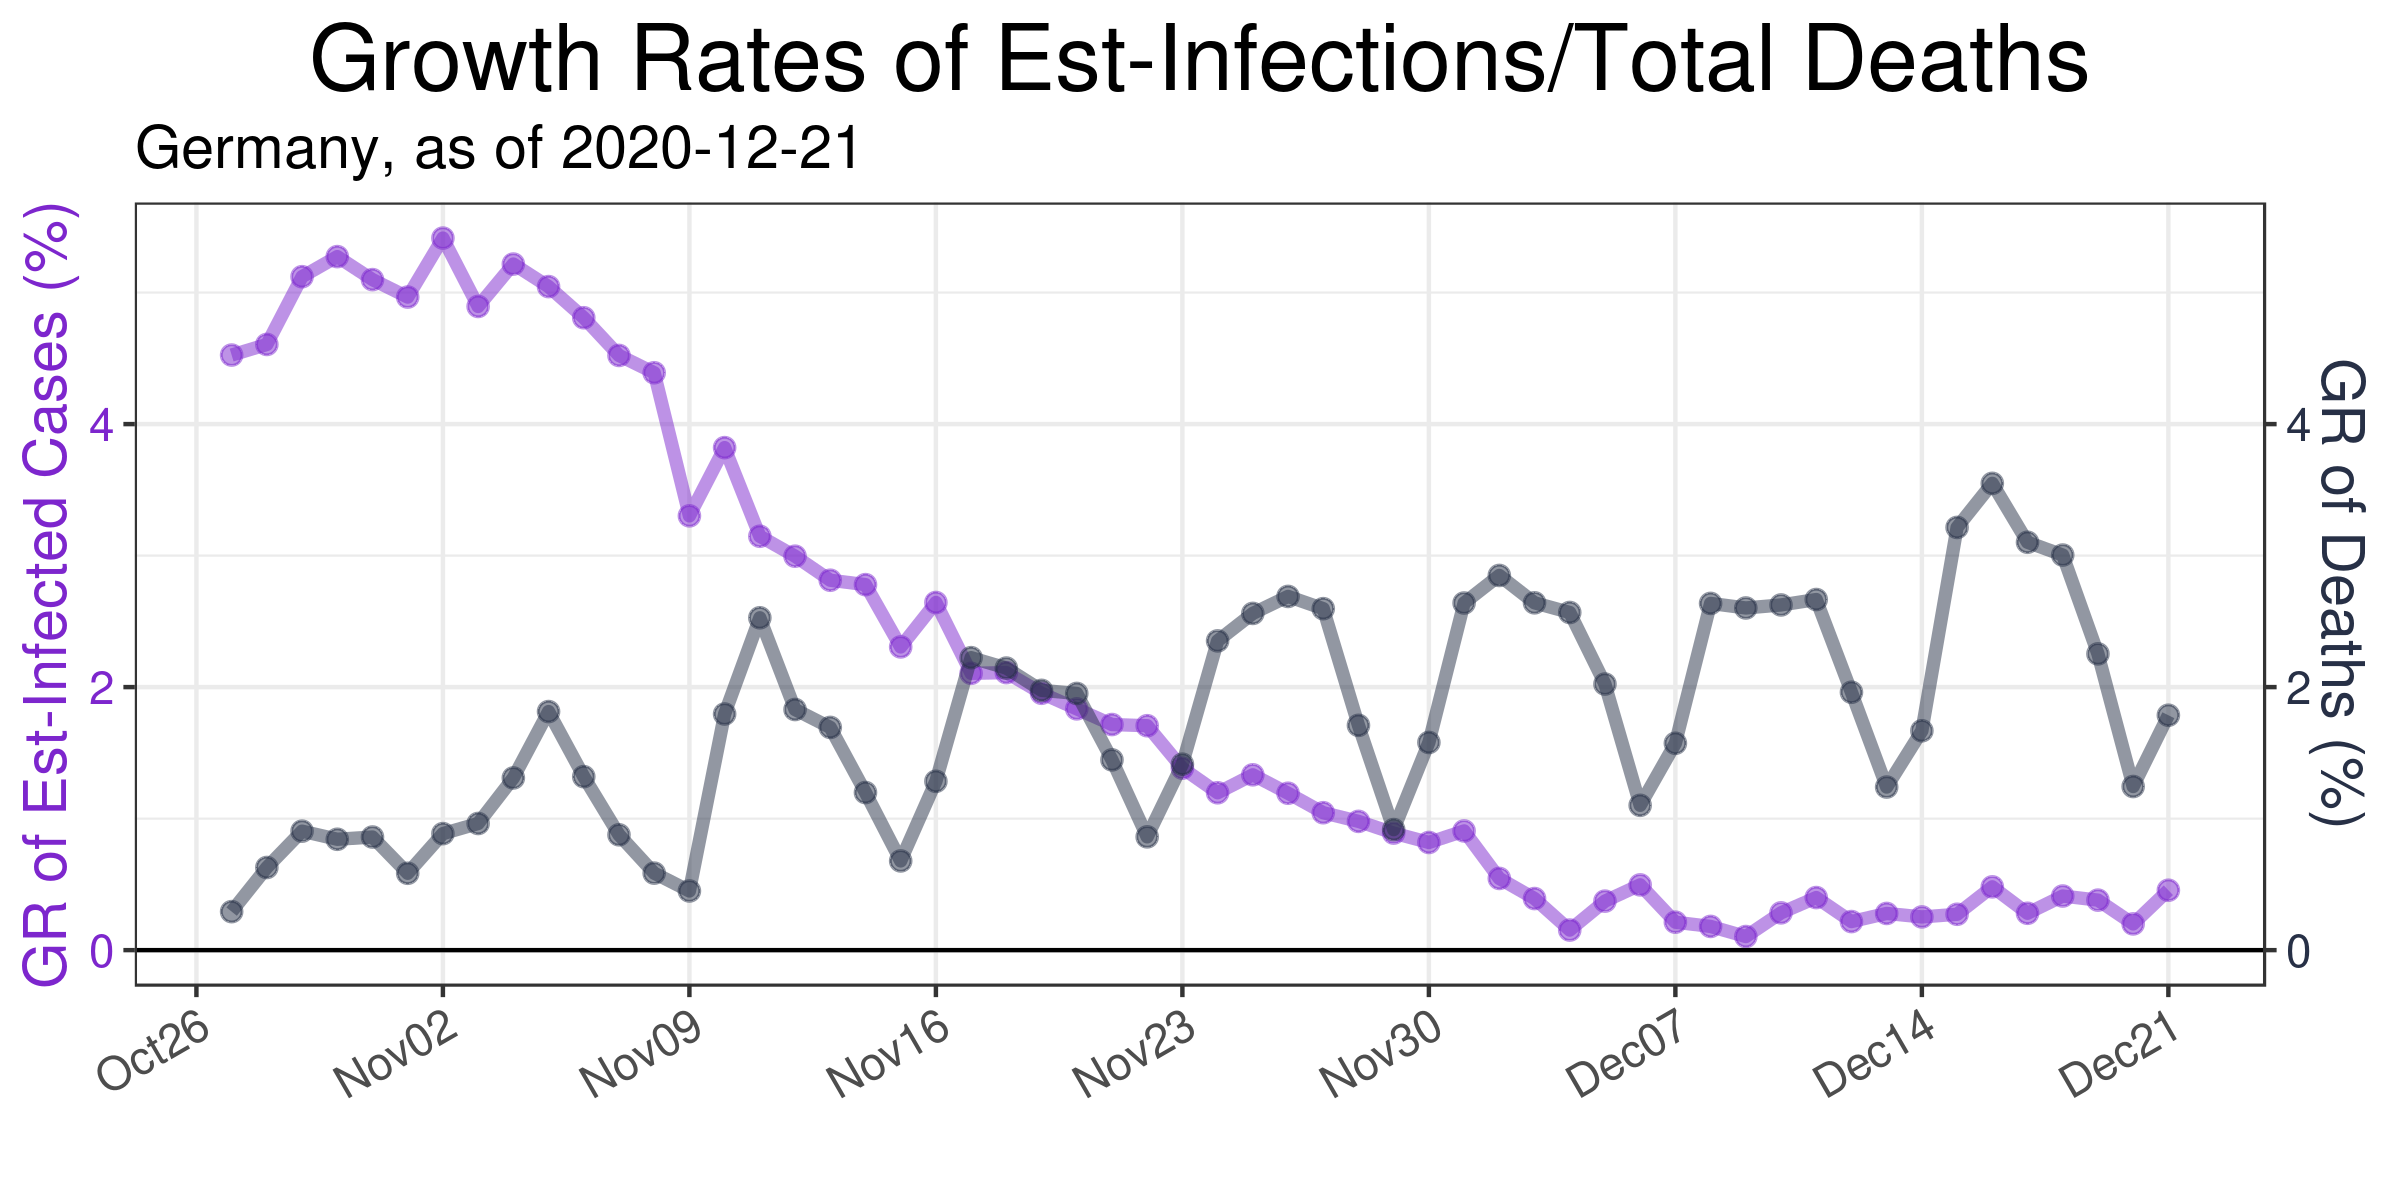 Growth Rates of Est-Infections/Total Deaths
Germany, as of 2020-12-21
GR of Est-Infected Cases (%)
4
2
0
4
2
0
GR of Deaths (%)
Oct26
Nov02
Nov09
Nov16
Nov23
Nov30
Dec07
Dec14
Dec21